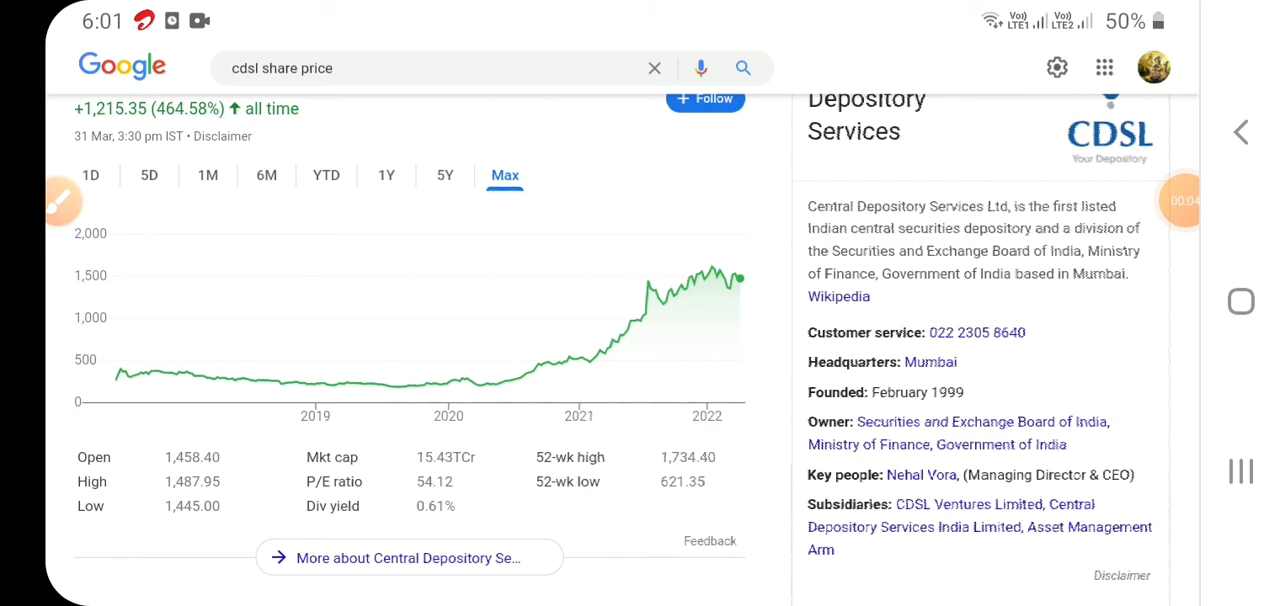 6:01
Vo)) LTE1 Vo)) LTE2 50%
Google
cdsl share price
+1,215.35 (464.58%) ↑ all time
+ Follow
31 Mar, 3:30 pm IST • Disclaimer
1D 5D 1M 6M YTD 1Y 5Y Max
2,000
1,500
1,000
500
0
2019 2020 2021 2022
Open 1,458.40 Mkt cap 15.43TCr 52-wk high 1,734.40
High 1,487.95 P/E ratio 54.12 52-wk low 621.35
Low 1,445.00 Div yield 0.61%
Feedback
→ More about Central Depository Se...
Depository
Services
CDSL
Your Depository
00:04
Central Depository Services Ltd, is the first listed
Indian central securities depository and a division of
the Securities and Exchange Board of India, Ministry
of Finance, Government of India based in Mumbai.
Wikipedia
Customer service: 022 2305 8640
Headquarters: Mumbai
Founded: February 1999
Owner: Securities and Exchange Board of India,
Ministry of Finance, Government of India
Key people: Nehal Vora, (Managing Director & CEO)
Subsidiaries: CDSL Ventures Limited, Central
Depository Services India Limited, Asset Management
Arm
Disclaimer